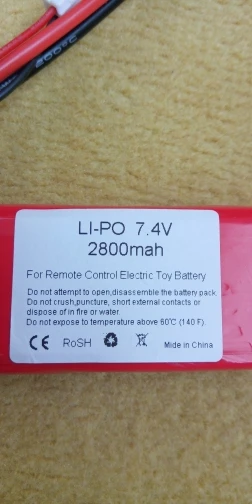 LI-PO 7.4V
2800mah
For Remote Control Electric Toy Battery
Do not attempt to open,disassemble the battery pack.
Do not crush,puncture, short external contacts or
dispose of in fire or water
Do not expose to temperature above 60℃ (140 F).
CE RoSH Made in China